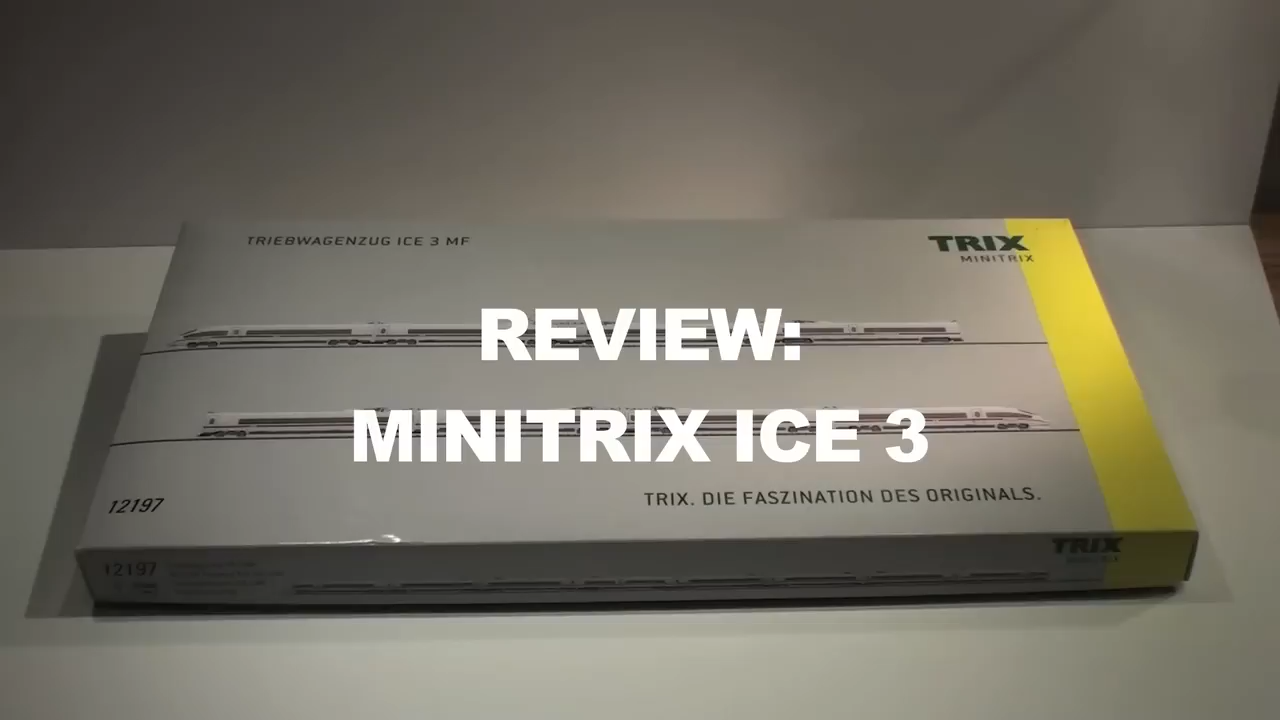 TRIEBWAGENZUG ICE 3 MF
TRIX
MINITRIX
REVIEW:
MINITRIX ICE 3
TRIX. DIE FASZINATION DES ORIGINALS.
12197
12197
TRIX